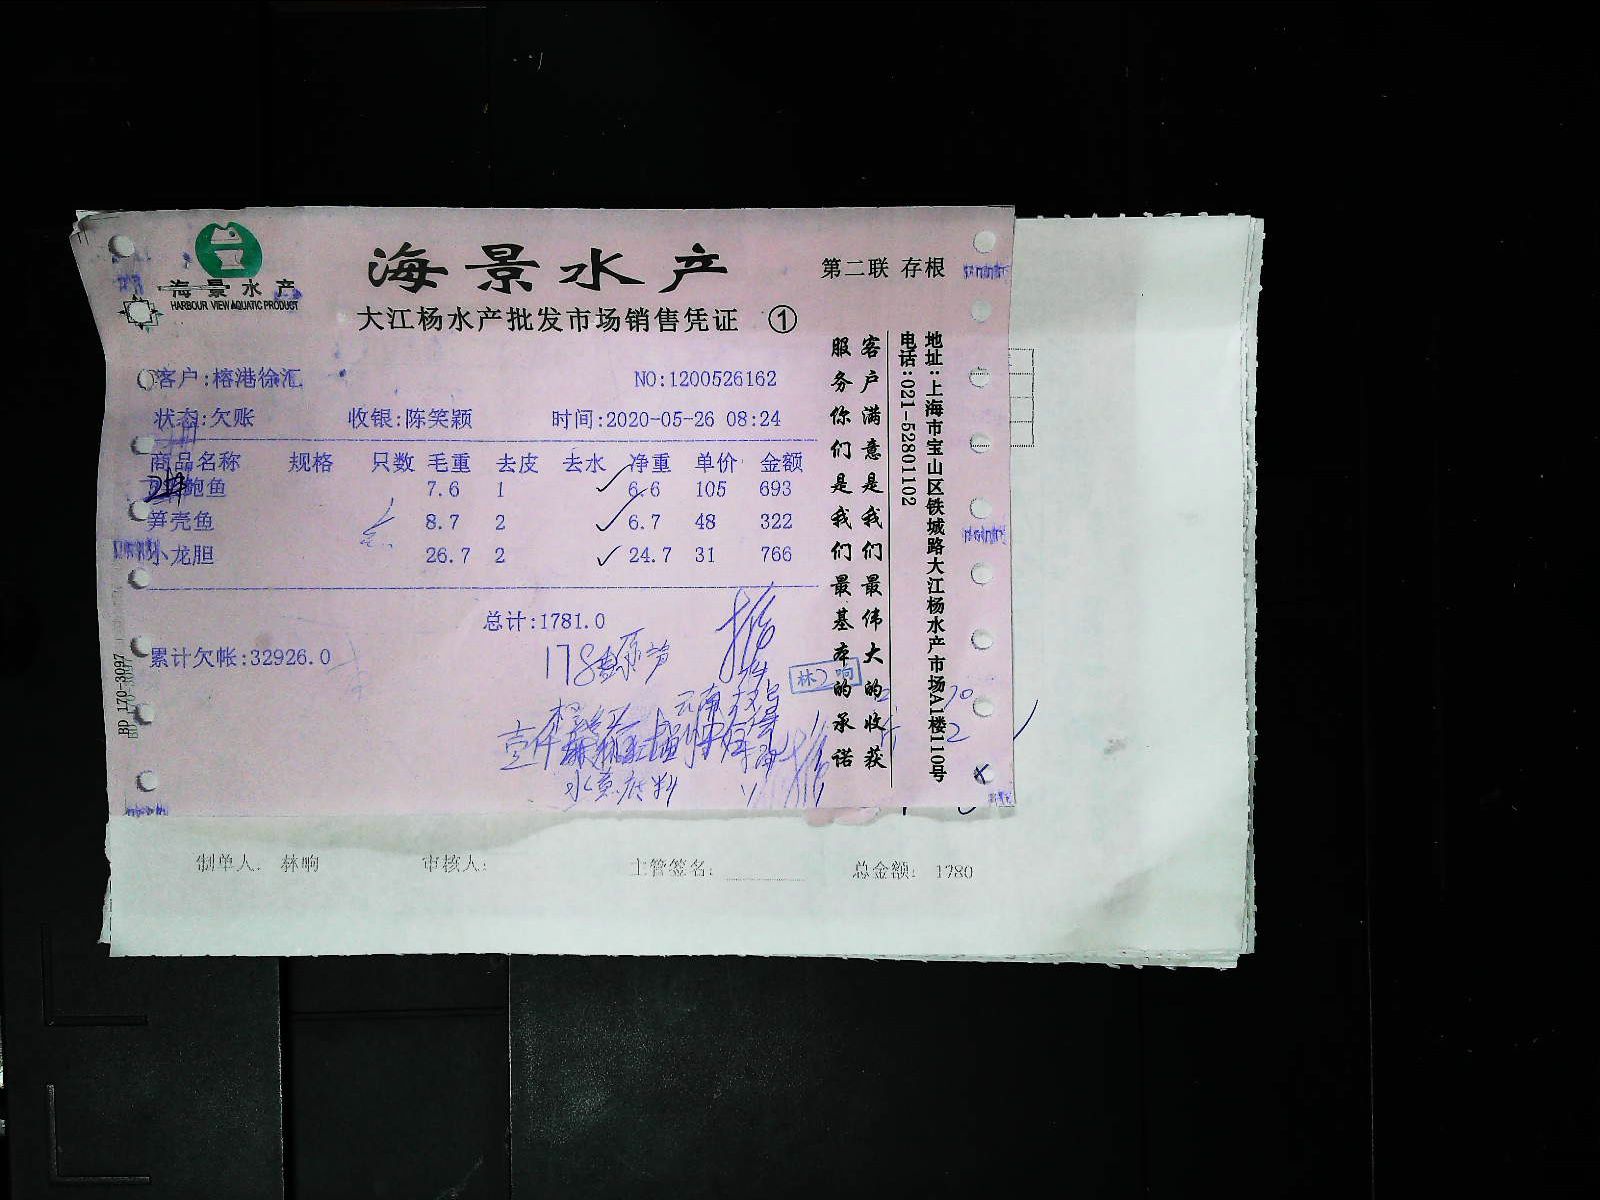 海景水产
HARBOUR VIEW AQUATIC PRODUCT
海景水产
第二联 存根
大江杨水产批发市场销售凭证 ①
客户:榕港徐汇 NO:1200526162
状态:欠账 收银:陈笑颖 时间:2020-05-26 08:24
商品名称 规格 只数 毛重 去皮 去水 净重 单价 金额
鲍鱼 7.6 1 6.6 105 693
笋壳鱼 8.7 2 6.7 48 322
小龙胆 26.7 2 24.7 31 766
总计:1781.0
累计欠帐:32926.0
客户满意是我们最伟大的收获
服务你们是我们最基本的承诺
地址:上海市宝山区铁城路大江杨水产市场A1楼110号
电话:021-52801102
BD 170-3097
水
制单人: 林响 审核人: 主管签名: 总金额: 1780